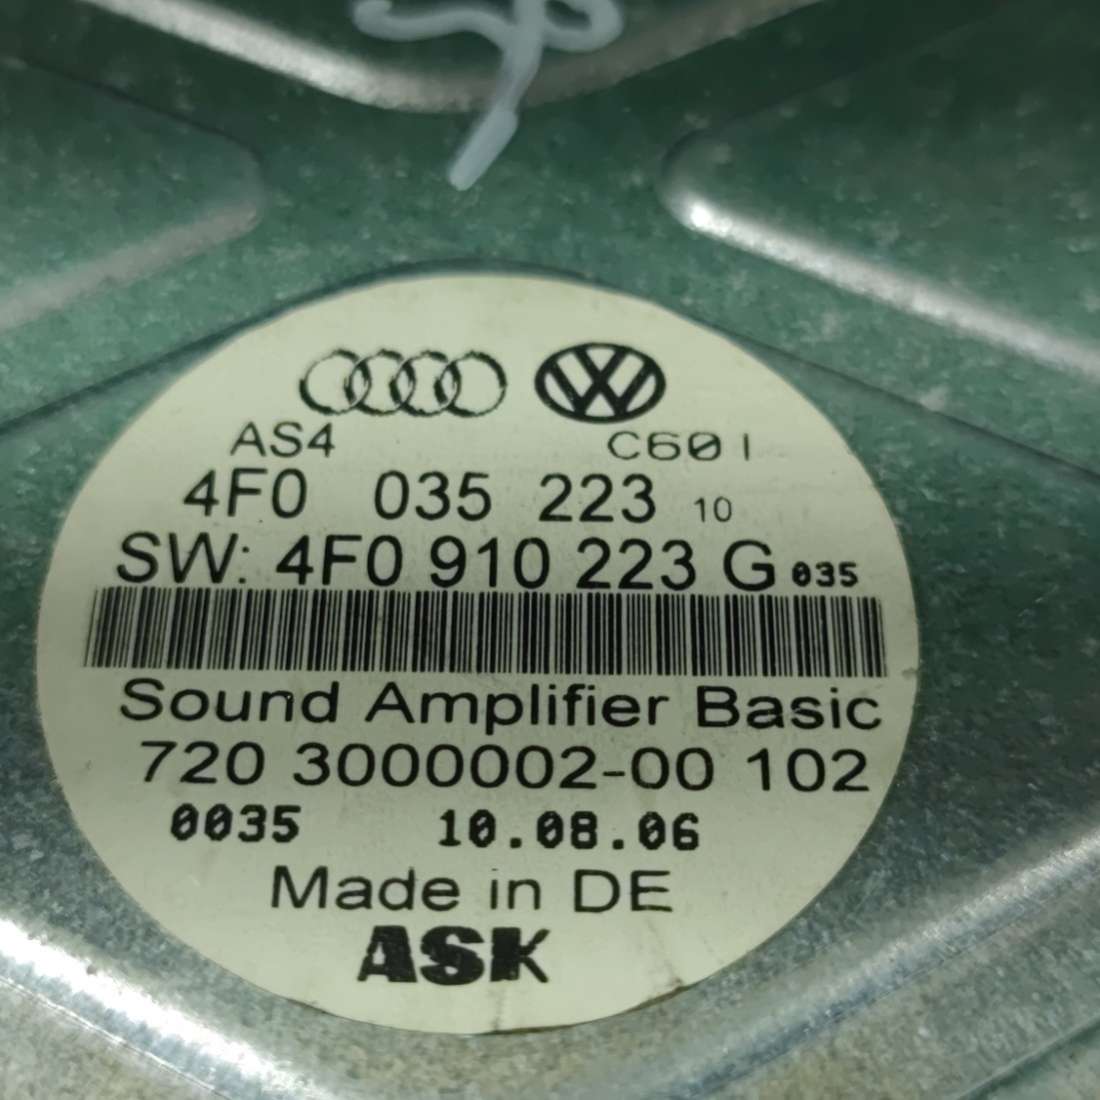 AS4 C601
4F0 035 223 10
SW: 4F0 910 223 G 035
Sound Amplifier Basic
720 3000002-00 102
0035 10.08.06
Made in DE
ASK